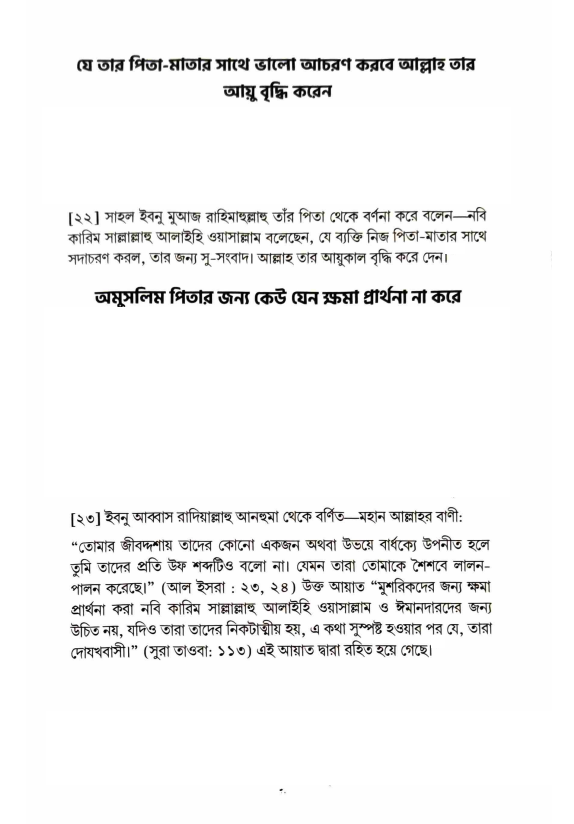 যে তার পিতা-মাতার সাথে ভালো আচরণ করবে আল্লাহ তার
আয়ু বৃদ্ধি করেন
[২২] সাহল ইবনু মুআজ রাহিমাহুল্লাহ তাঁর পিতা থেকে বর্ণনা করে বলেন—নবি
কারিম সাল্লাল্লাহু আলাইহি ওয়াসাল্লাম বলেছেন, যে ব্যক্তি নিজ পিতা-মাতার সাথে
সদাচরণ করল, তার জন্য সু-সংবাদ। আল্লাহ তার আয়ুকাল বৃদ্ধি করে দেন।
অমুসলিম পিতার জন্য কেউ যেন ক্ষমা প্রার্থনা না করে
[২৩] ইবনু আব্বাস রাদিয়াল্লাহু আনহুমা থেকে বর্ণিত—মহান আল্লাহর বাণী:
“তোমার জীবদ্দশায় তাদের কোনো একজন অথবা উভয়ে বার্ধক্যে উপনীত হলে
তুমি তাদের প্রতি উফ শব্দটিও বলো না। যেমন তারা তোমাকে শৈশবে লালন-
পালন করেছে।” (আল ইসরা : ২৩, ২৪) উক্ত আয়াত “মুশরিকদের জন্য ক্ষমা
প্রার্থনা করা নবি কারিম সাল্লাল্লাহু আলাইহি ওয়াসাল্লাম ও ঈমানদারদের জন্য
উচিত নয়, যদিও তারা তাদের নিকটাত্মীয় হয়, এ কথা সুস্পষ্ট হওয়ার পর যে, তারা
দোযখবাসী।” (সুরা তাওবা: ১১৩) এই আয়াত দ্বারা রহিত হয়ে গেছে।